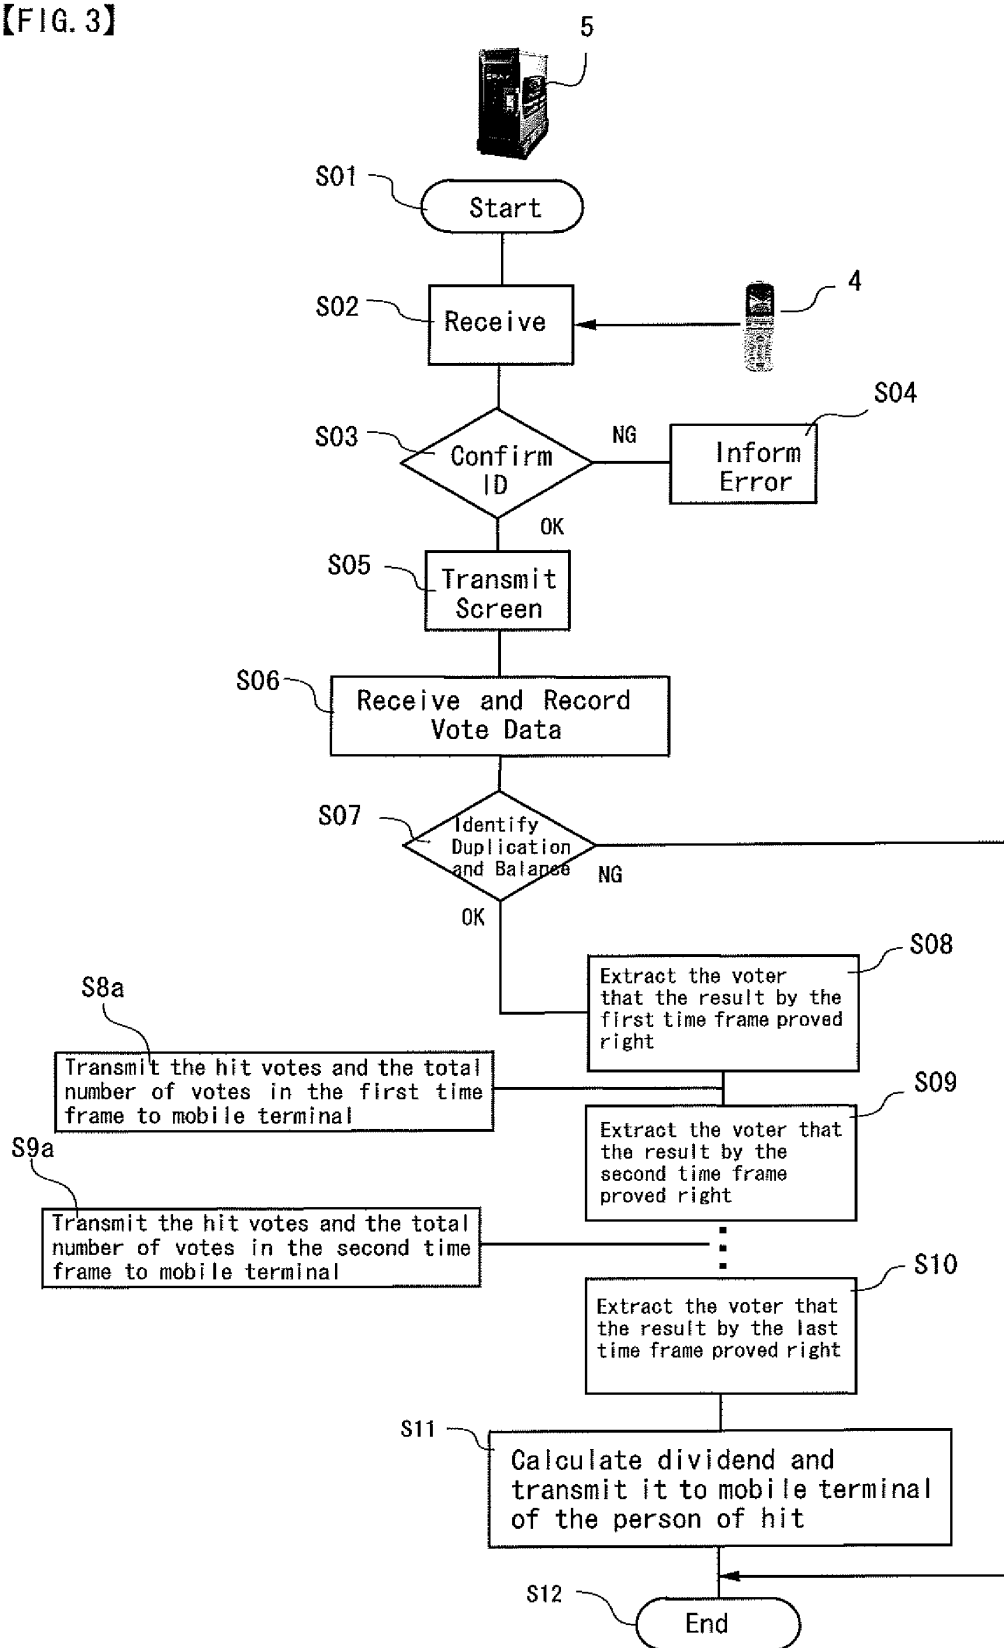 【FIG. 3】
5
S01
Start
S02
Receive
4
S03
Confirm
ID
NG
S04
Inform
Error
OK
S05
Transmit
Screen
S06
Receive and Record
Vote Data
S07
Identify
Duplication
and Balance
NG
OK
S08
Extract the voter
that the result by the
first time frame proved
right
S8a
Transmit the hit votes and the total
number of votes in the first time
frame to mobile terminal
S09
Extract the voter that
the result by the
second time frame
proved right
S9a
Transmit the hit votes and the total
number of votes in the second time
frame to mobile terminal
S10
Extract the voter that
the result by the last
time frame proved right
S11
Calculate dividend and
transmit it to mobile terminal
of the person of hit
S12
End